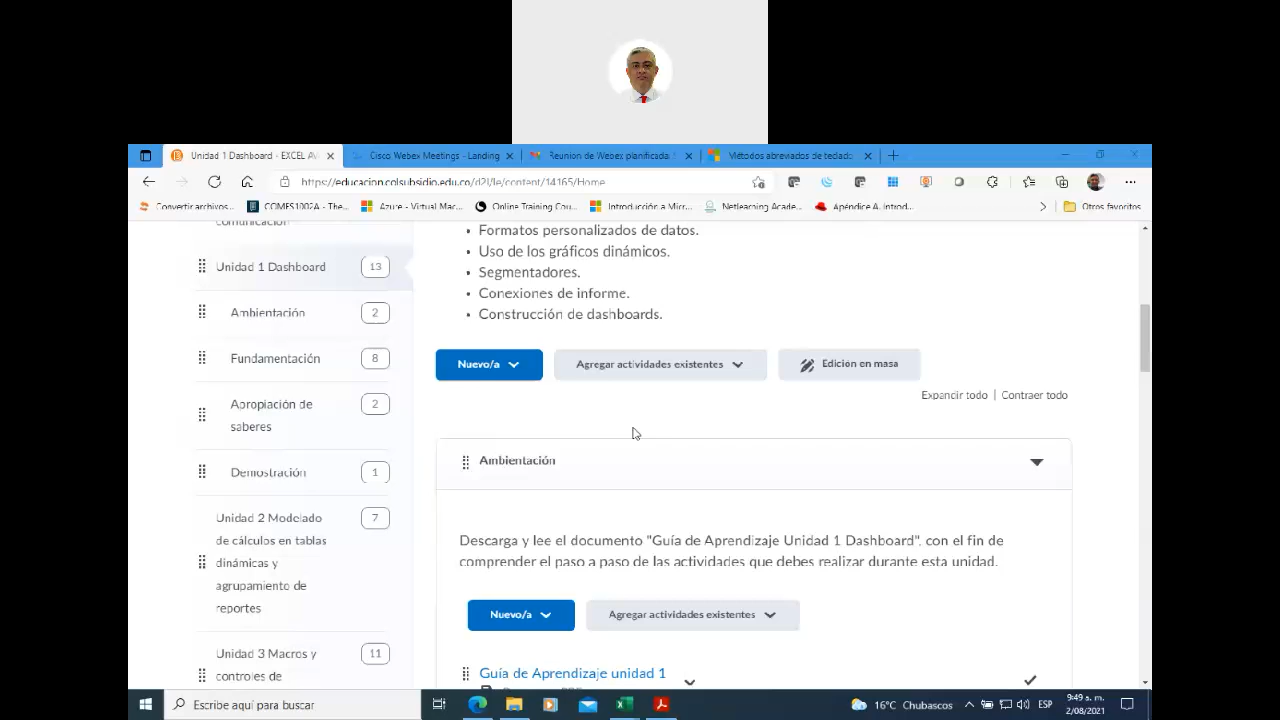 Unidad 1 Dashboard - EXCEL AV
Cisco Webex Meetings - Landing
Reunion de Webex planificada:
Métodos abreviados de teclado
https://educacion.colsubsidio.edu.co/d2l/le/content/14165/Home
Convertir archivos...
COMES1002A - The...
Azure - Virtual Mac...
Online Training Cou...
Introducción a Micr...
Netlearning Acade...
Apéndice A. Introd...
Otros favoritos
comunicación
Unidad 1 Dashboard 13
Ambientación 2
Fundamentación 8
Apropiación de 2
saberes
Demostración 1
Unidad 2 Modelado 7
de cálculos en tablas
dinámicas y
agrupamiento de
reportes
Unidad 3 Macros y 11
controles de
• Formatos personalizados de datos.
• Uso de los gráficos dinámicos.
• Segmentadores.
• Conexiones de informe.
• Construcción de dashboards.
Nuevo/a
Agregar actividades existentes
Edición en masa
Expandir todo | Contraer todo
Ambientación
Descarga y lee el documento "Guía de Aprendizaje Unidad 1 Dashboard", con el fin de
comprender el paso a paso de las actividades que debes realizar durante esta unidad.
Nuevo/a
Agregar actividades existentes
Guía de Aprendizaje unidad 1
Escribe aquí para buscar
16°C Chubascos
ESP
9:49 a. m.
2/08/2021